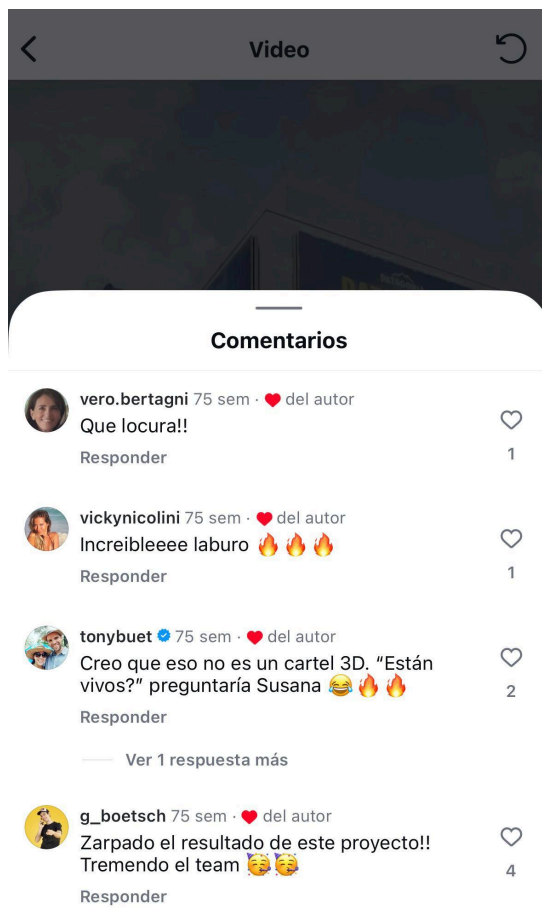 Video
Comentarios
vero.bertagni 75 sem · ❤️ del autor
Que locura!!
Responder
1
vickynicolini 75 sem · ❤️ del autor
Increibleeee laburo 🔥🔥🔥
Responder
1
tonybuet 75 sem · ❤️ del autor
Creo que eso no es un cartel 3D. “Están
vivos?” preguntaría Susana 😂🔥🔥
Responder
2
Ver 1 respuesta más
g_boetsch 75 sem · ❤️ del autor
Zarpado el resultado de este proyecto!!
Tremendo el team 🥳🥳
Responder
4